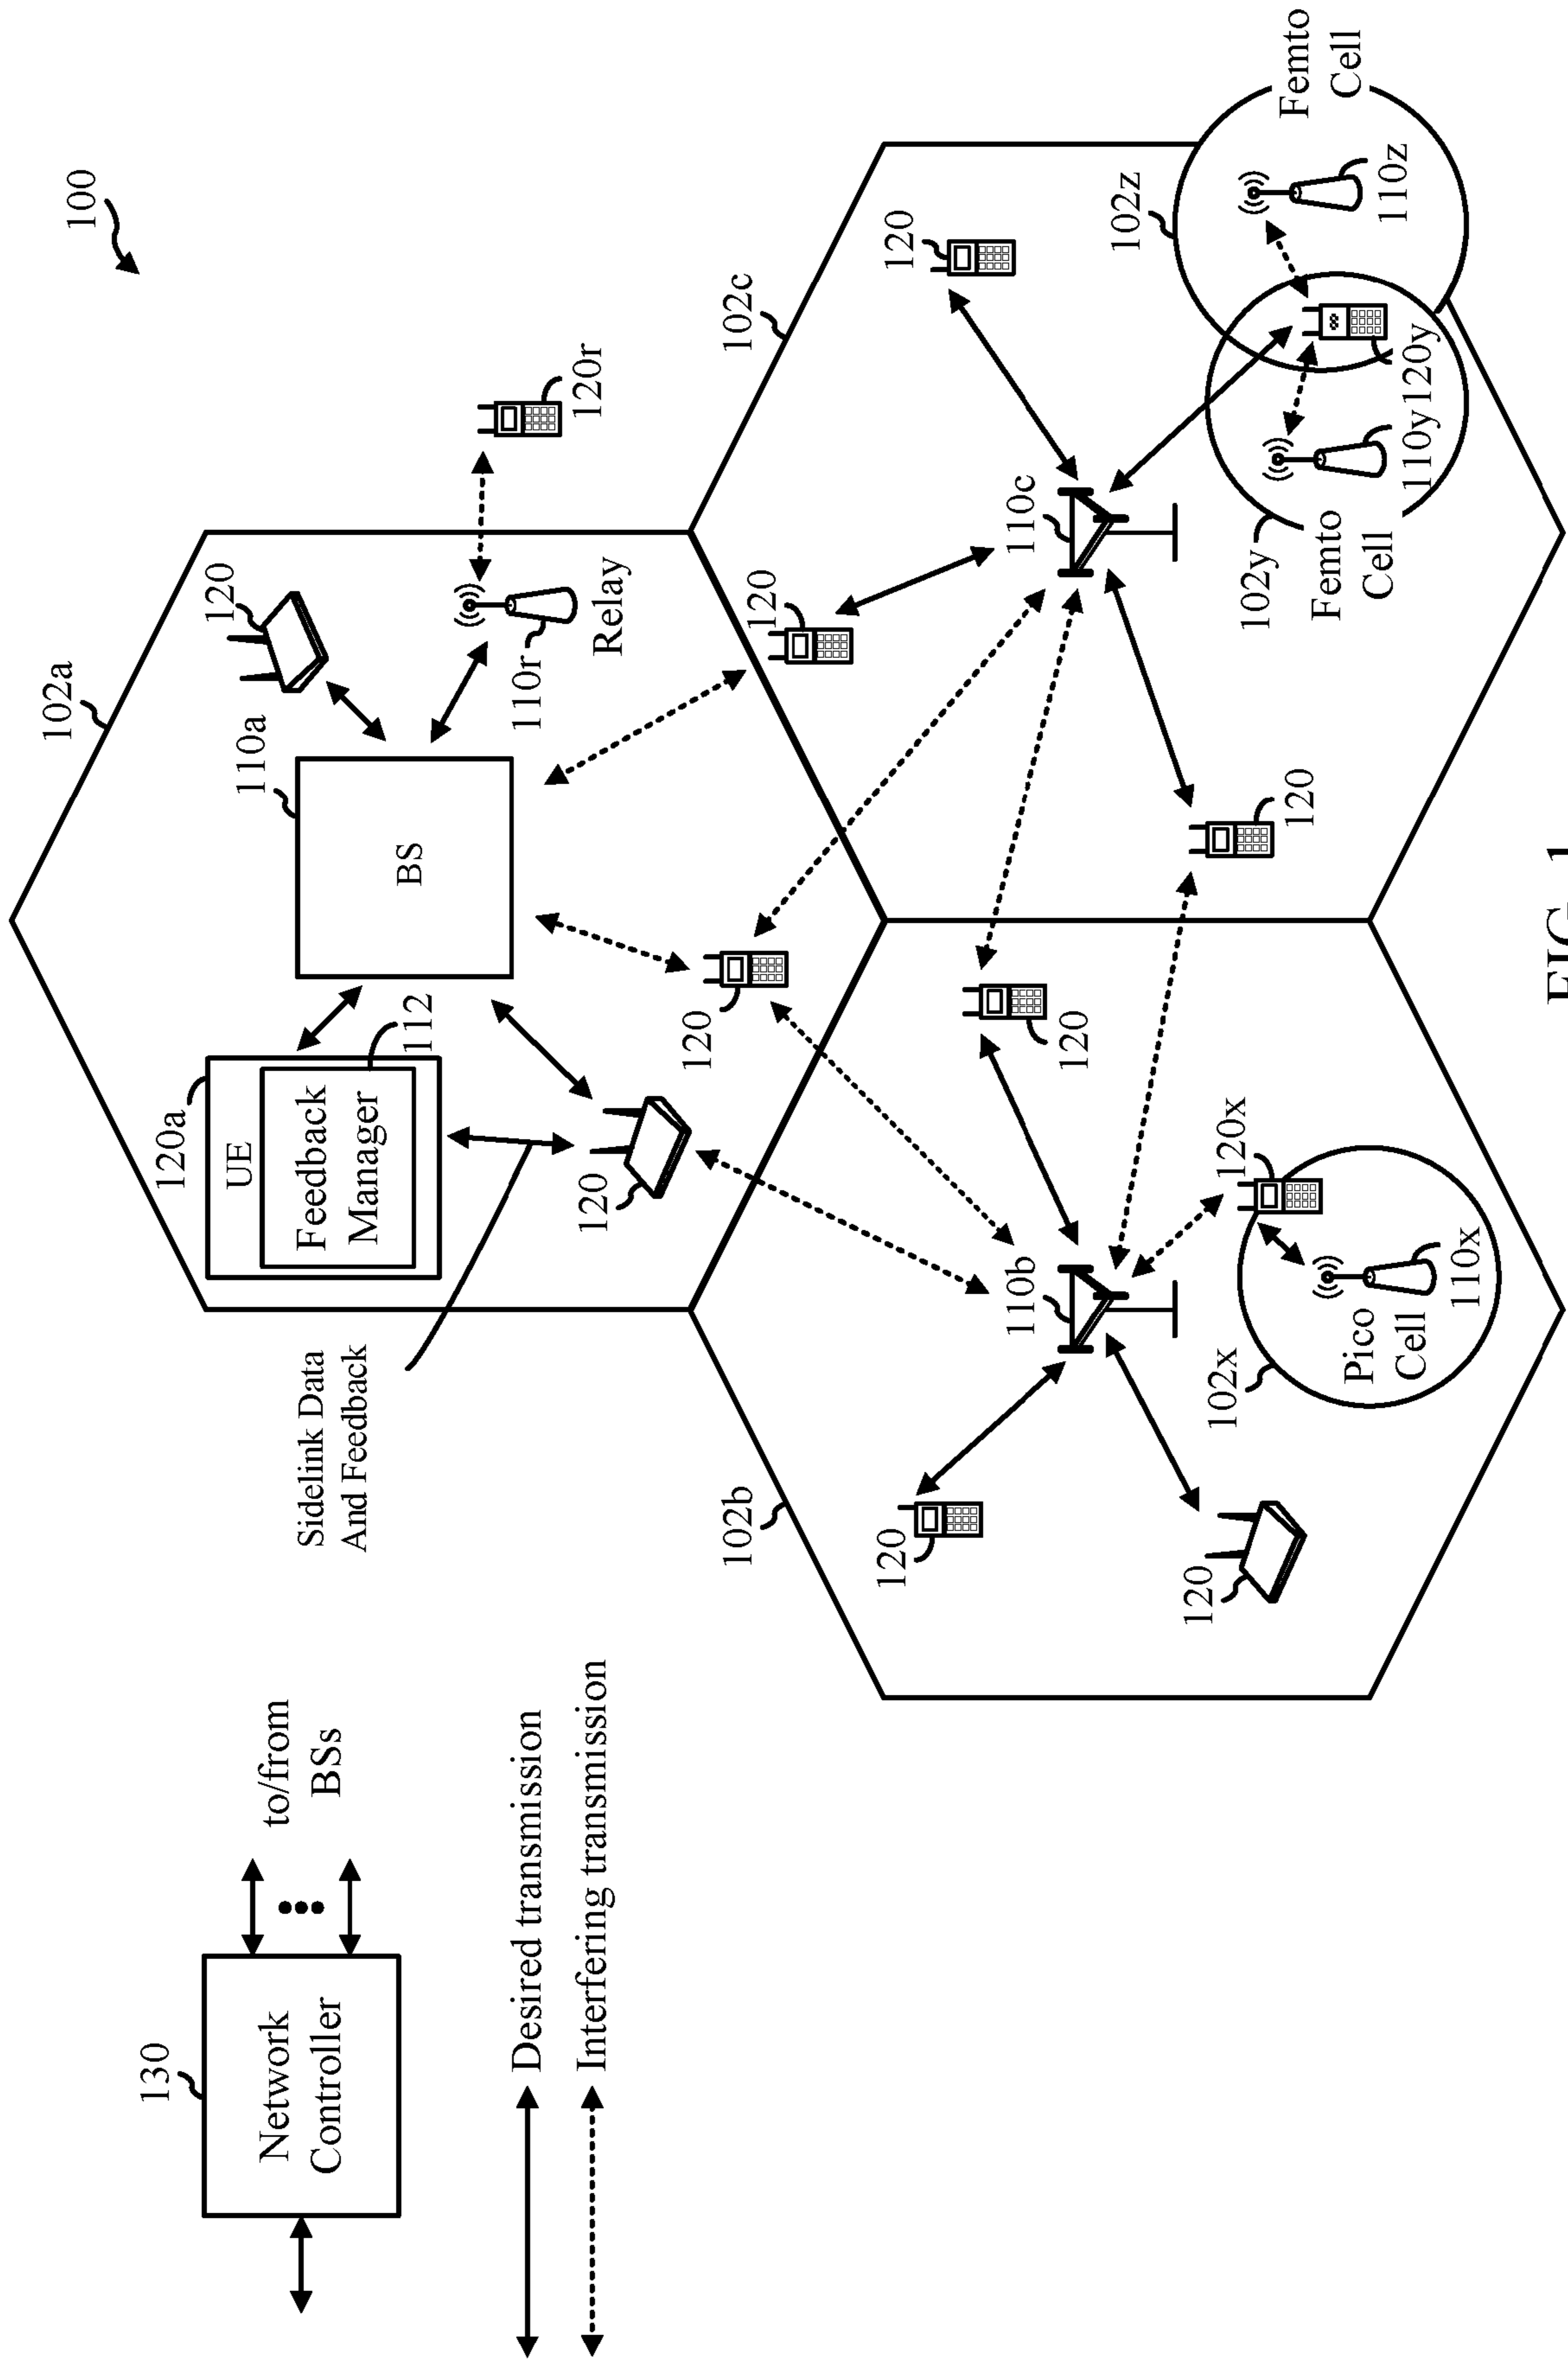 100
130
Network
Controller
to/from
BSs
Desired transmission
Interfering transmission
102a
110a
120
BS
120a
UE
Feedback
Manager
112
Sidelink Data
And Feedback
120
120
110r
Relay
120r
102b
120
120
110b
120
102x
Pico
Cell
110x
120x
102c
120
120
110c
120
102y
Femto
Cell
110y
120y
102z
110z
Femto
Cell